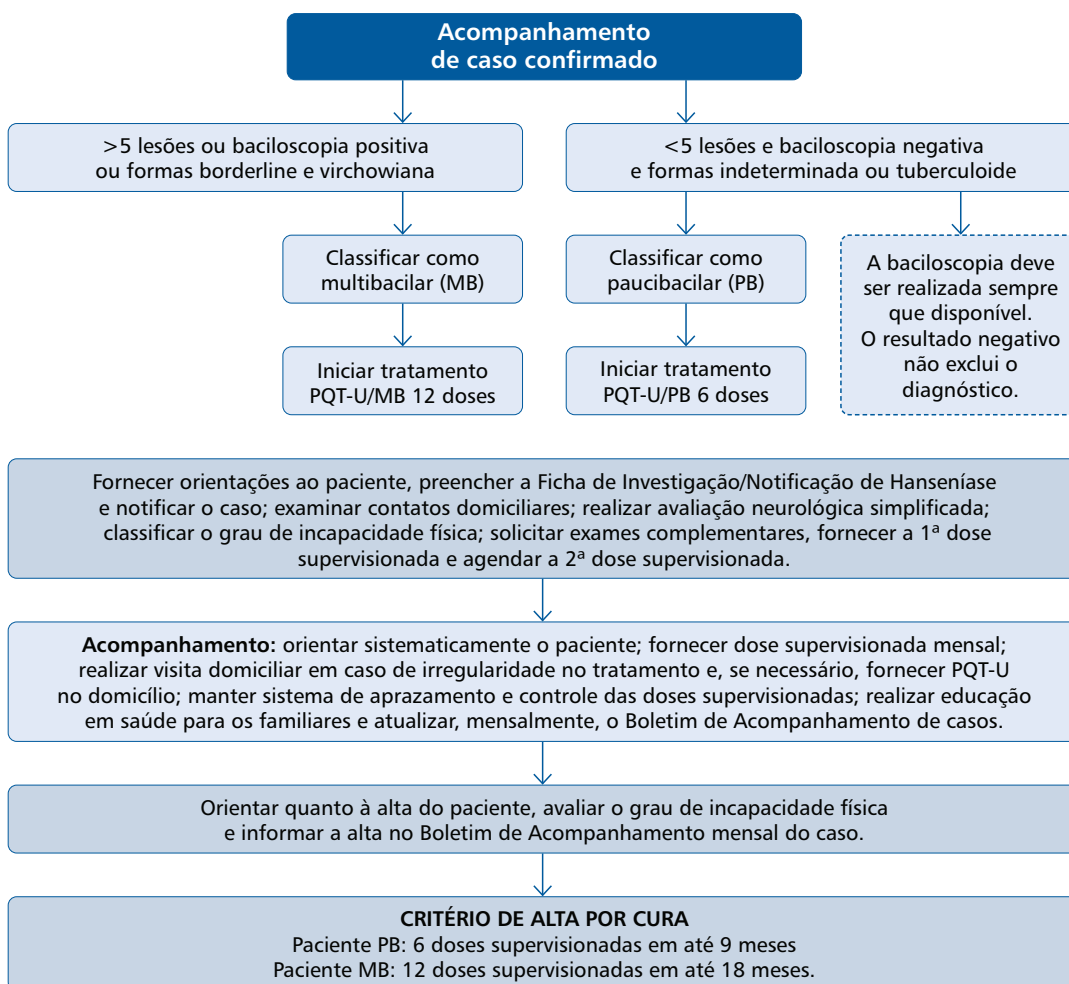 Acompanhamento
de caso confirmado
>5 lesões ou baciloscopia positiva
ou formas borderline e virchowiana
<5 lesões e baciloscopia negativa
e formas indeterminada ou tuberculoide
Classificar como
multibacilar (MB)
Classificar como
paucibacilar (PB)
A baciloscopia deve
ser realizada sempre
que disponível.
O resultado negativo
não exclui o
diagnóstico.
Iniciar tratamento
PQT-U/MB 12 doses
Iniciar tratamento
PQT-U/PB 6 doses
Fornecer orientações ao paciente, preencher a Ficha de Investigação/Notificação de Hanseníase
e notificar o caso; examinar contatos domiciliares; realizar avaliação neurológica simplificada;
classificar o grau de incapacidade física; solicitar exames complementares, fornecer a 1ª dose
supervisionada e agendar a 2ª dose supervisionada.
Acompanhamento: orientar sistematicamente o paciente; fornecer dose supervisionada mensal;
realizar visita domiciliar em caso de irregularidade no tratamento e, se necessário, fornecer PQT-U
no domicílio; manter sistema de aprazamento e controle das doses supervisionadas; realizar educação
em saúde para os familiares e atualizar, mensalmente, o Boletim de Acompanhamento de casos.
Orientar quanto à alta do paciente, avaliar o grau de incapacidade física
e informar a alta no Boletim de Acompanhamento mensal do caso.
CRITÉRIO DE ALTA POR CURA
Paciente PB: 6 doses supervisionadas em até 9 meses
Paciente MB: 12 doses supervisionadas em até 18 meses.